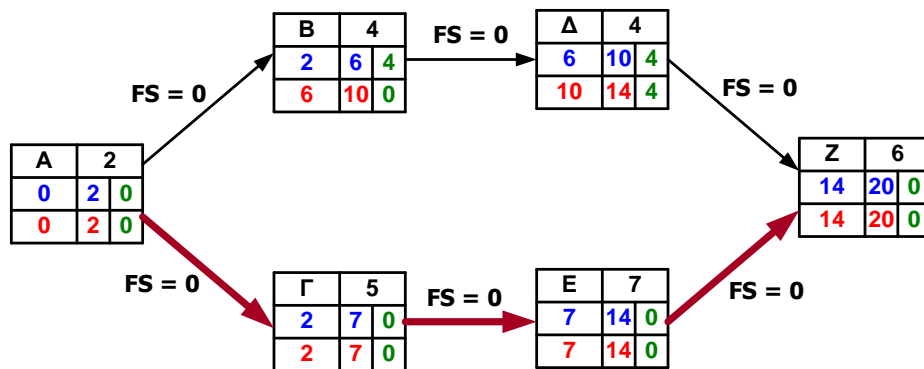 B 4
2 6 4
6 10 0
FS = 0
Δ 4
6 10 4
10 14 4
FS = 0
FS = 0
A 2
0 2 0
0 2 0
Z 6
14 20 0
14 20 0
FS = 0
Γ 5
2 7 0
2 7 0
FS = 0
E 7
7 14 0
7 14 0
FS = 0